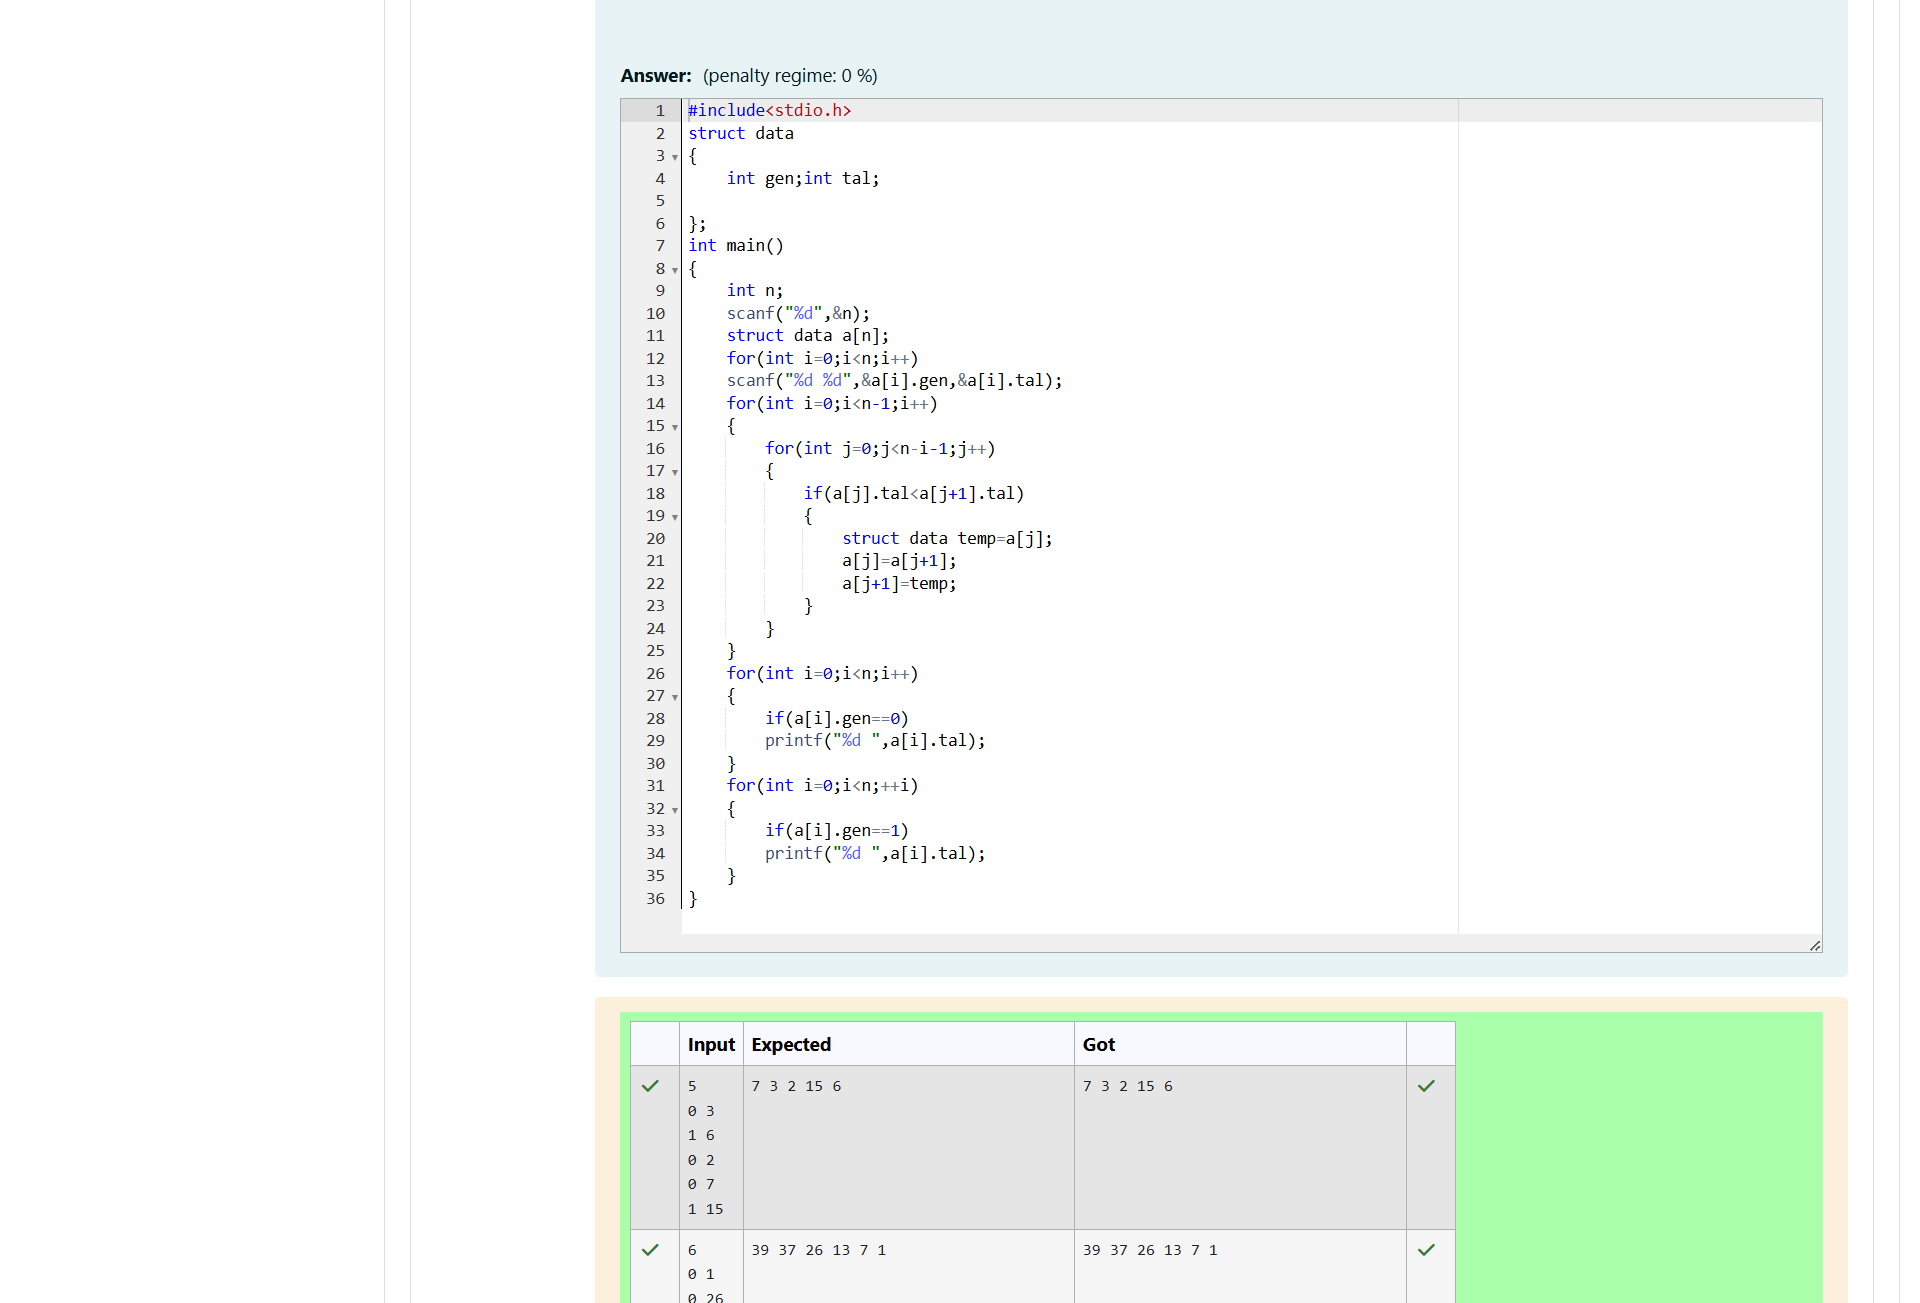 Answer: (penalty regime: 0 %)
1 #include<stdio.h>
2 struct data
3 {
4     int gen;int tal;
5
6 };
7 int main()
8 {
9     int n;
10     scanf("%d",&n);
11     struct data a[n];
12     for(int i=0;i<n;i++)
13     scanf("%d %d",&a[i].gen,&a[i].tal);
14     for(int i=0;i<n-1;i++)
15     {
16         for(int j=0;j<n-i-1;j++)
17         {
18             if(a[j].tal<a[j+1].tal)
19             {
20                 struct data temp=a[j];
21                 a[j]=a[j+1];
22                 a[j+1]=temp;
23             }
24         }
25     }
26     for(int i=0;i<n;i++)
27     {
28         if(a[i].gen==0)
29         printf("%d ",a[i].tal);
30     }
31     for(int i=0;i<n;++i)
32     {
33         if(a[i].gen==1)
34         printf("%d ",a[i].tal);
35     }
36 }
Input Expected Got
5 7 3 2 15 6 7 3 2 15 6
0 3
1 6
0 2
0 7
1 15
6 39 37 26 13 7 1 39 37 26 13 7 1
0 1
0 26